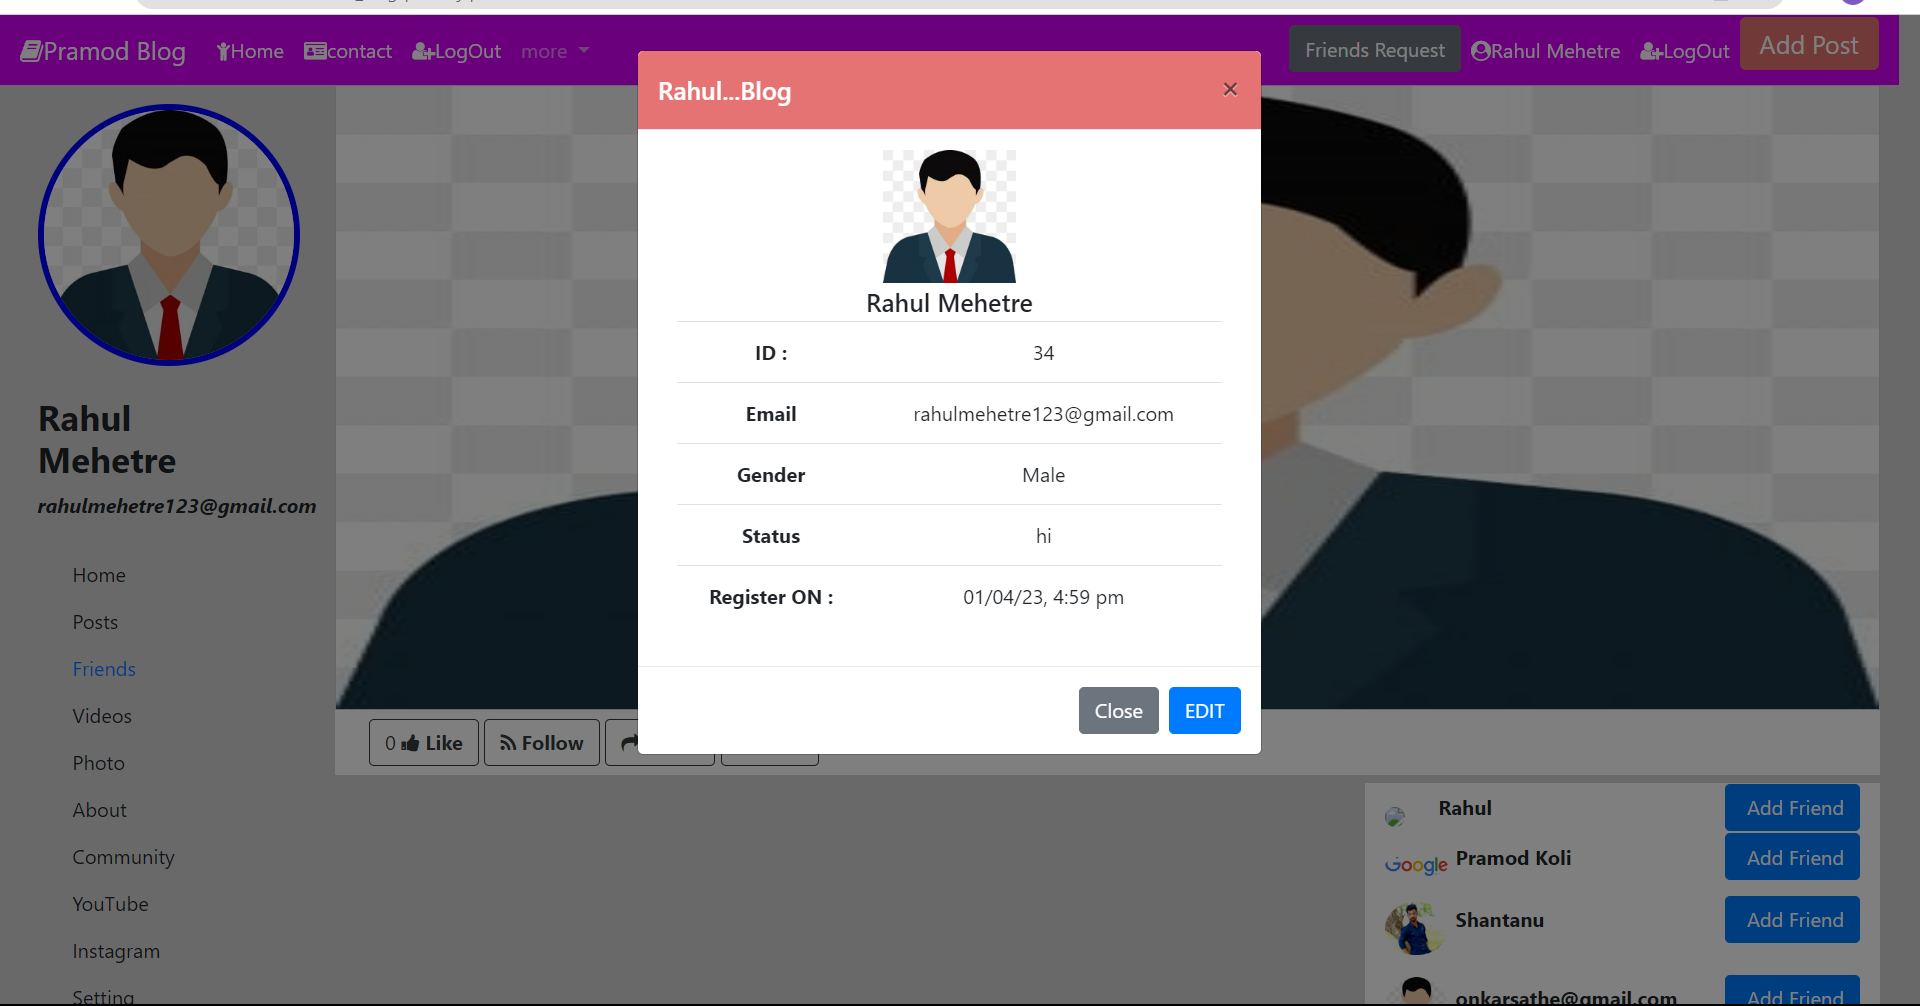 Pramod Blog
Home
contact
LogOut
more
Friends Request
Rahul Mehetre
LogOut
Add Post
Rahul...Blog
×
Rahul Mehetre
ID : 34
Email rahulmehetre123@gmail.com
Gender Male
Status hi
Register ON : 01/04/23, 4:59 pm
Close
EDIT
Rahul
Mehetre
rahulmehetre123@gmail.com
Home
Posts
Friends
Videos
Photo
About
Community
YouTube
Instagram
Setting
0 Like
Follow
Rahul
Add Friend
Google
Pramod Koli
Add Friend
Shantanu
Add Friend
onkarsathe@gmail.com
Add Friend